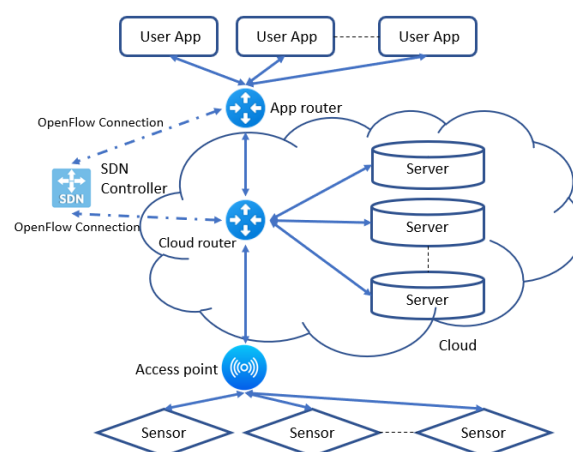 User App
User App
User App
OpenFlow Connection
App router
SDN
Controller
SDN
OpenFlow Connection
Cloud router
Server
Server
Server
Cloud
Access point
Sensor
Sensor
Sensor